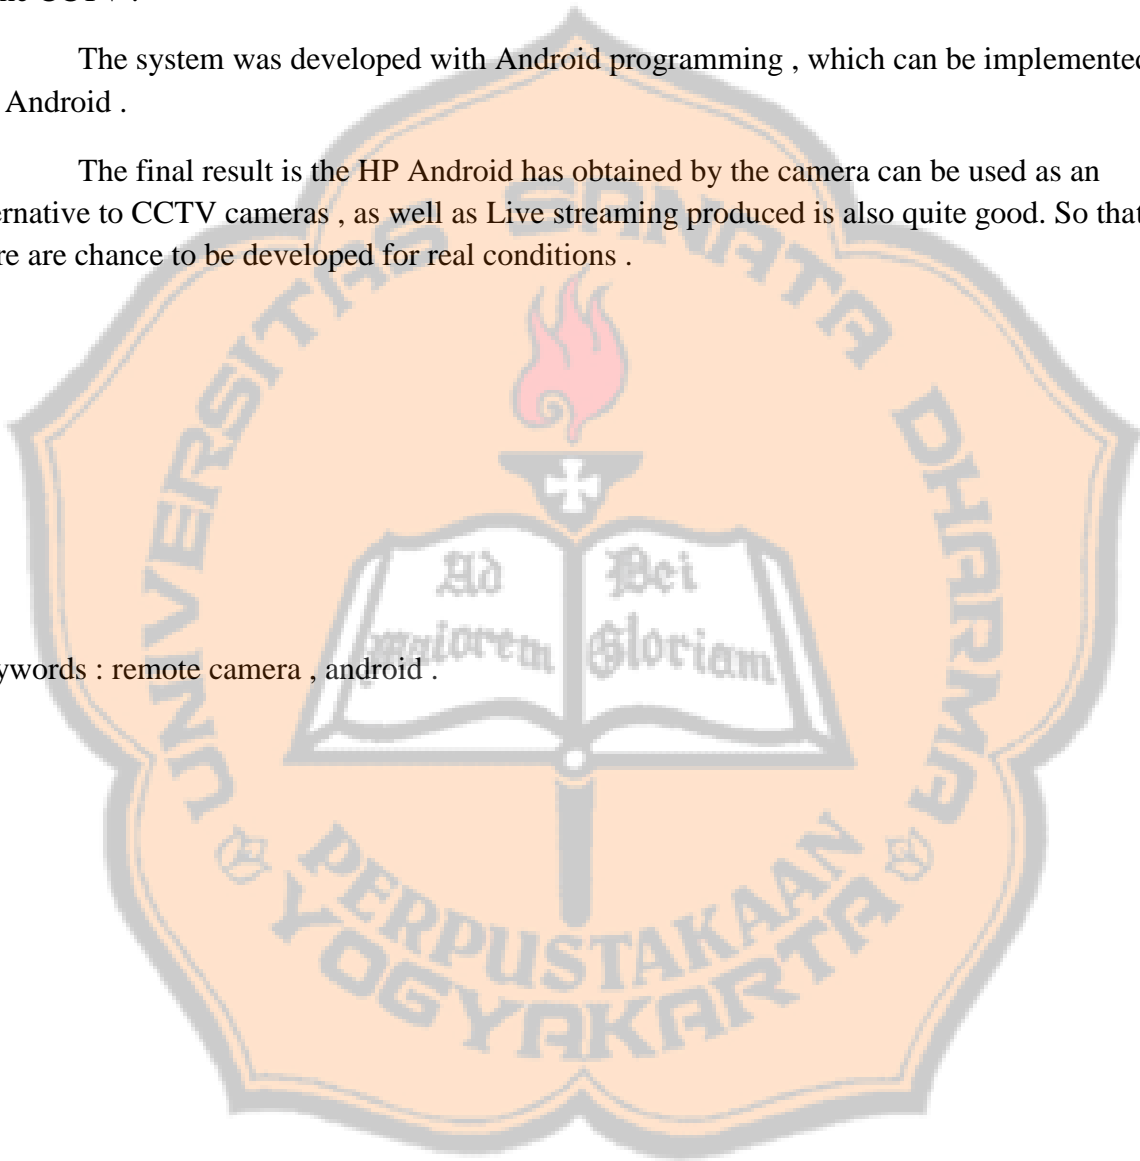 CCTV .
The system was developed with Android programming , which can be implemented
Android .
The final result is the HP Android has obtained by the camera can be used as an
ernative to CCTV cameras , as well as Live streaming produced is also quite good. So that
re are chance to be developed for real conditions .
UNIVERSITAS SANATA DHARMA
Ad maiorem
Dei Gloriam
ywords : remote camera , android .
PERPUSTAKAAN
YOGYAKARTA